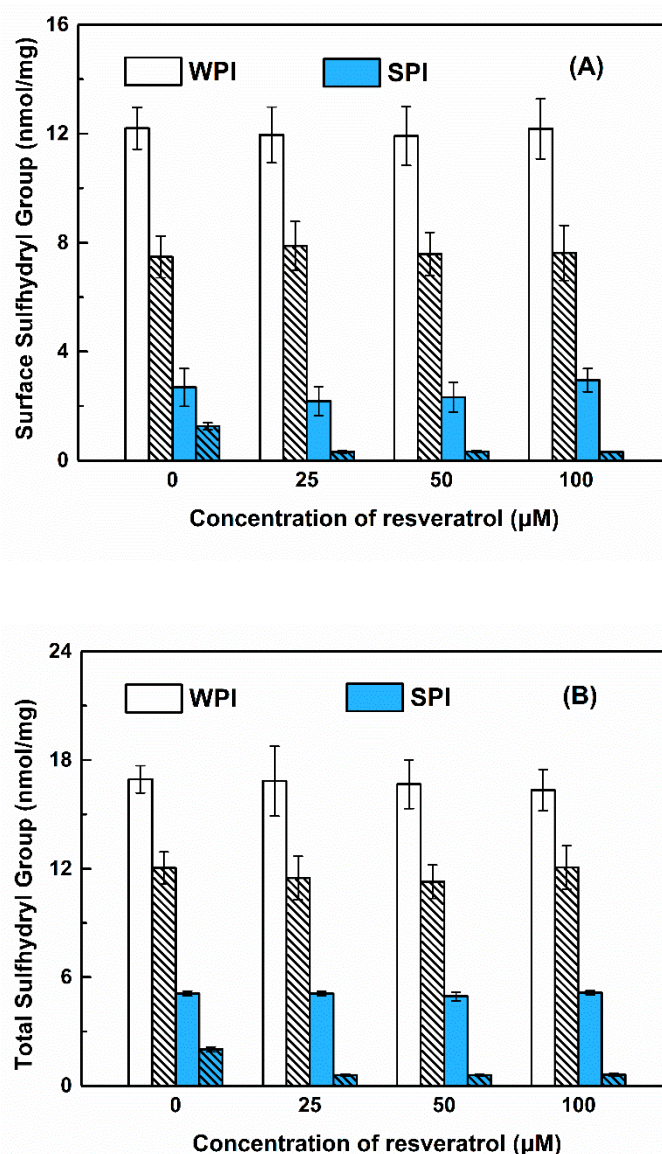 16
WPI
SPI
(A)
12
8
4
0
Surface Sulfhydryl Group (nmol/mg)
0
25
50
100
Concentration of resveratrol (μM)
24
WPI
SPI
(B)
18
12
6
0
Total Sulfhydryl Group (nmol/mg)
0
25
50
100
Concentration of resveratrol (μM)